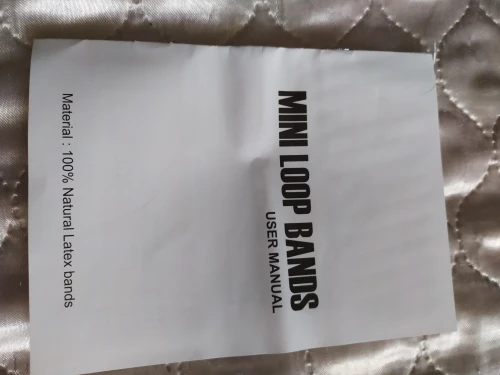 MINI LOOP BANDS
USER MANUAL
Material : 100% Natural Latex bands